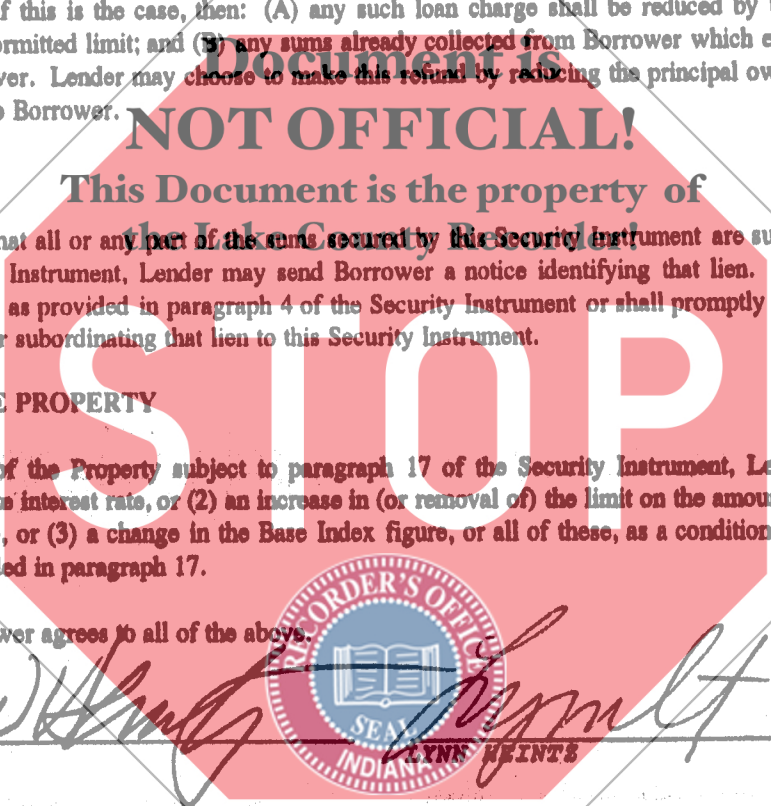 f this is the case, then: (A) any such loan charge shall be reduced by
ormitted limit; and (B) any sums already collected from Borrower which e
wer. Lender may choose to make this refund by reducing the principal ow
o Borrower.
Document is
NOT OFFICIAL!
This Document is the property of
the Lake County Recorder!
hat all or any part of the sums secured by this Security Instrument are su
Instrument, Lender may send Borrower a notice identifying that lien.
as provided in paragraph 4 of the Security Instrument or shall promptly
r subordinating that lien to this Security Instrument.
STOP
E PROPERTY
of the Property subject to paragraph 17 of the Security Instrument, Le
e interest rate, or (2) an increase in (or removal of) the limit on the amou
, or (3) a change in the Base Index figure, or all of these, as a condition
ed in paragraph 17.
wer agrees to all of the above.
RECORDER'S OFFICE
SEAL
INDIANA
LYNN HEINTZ